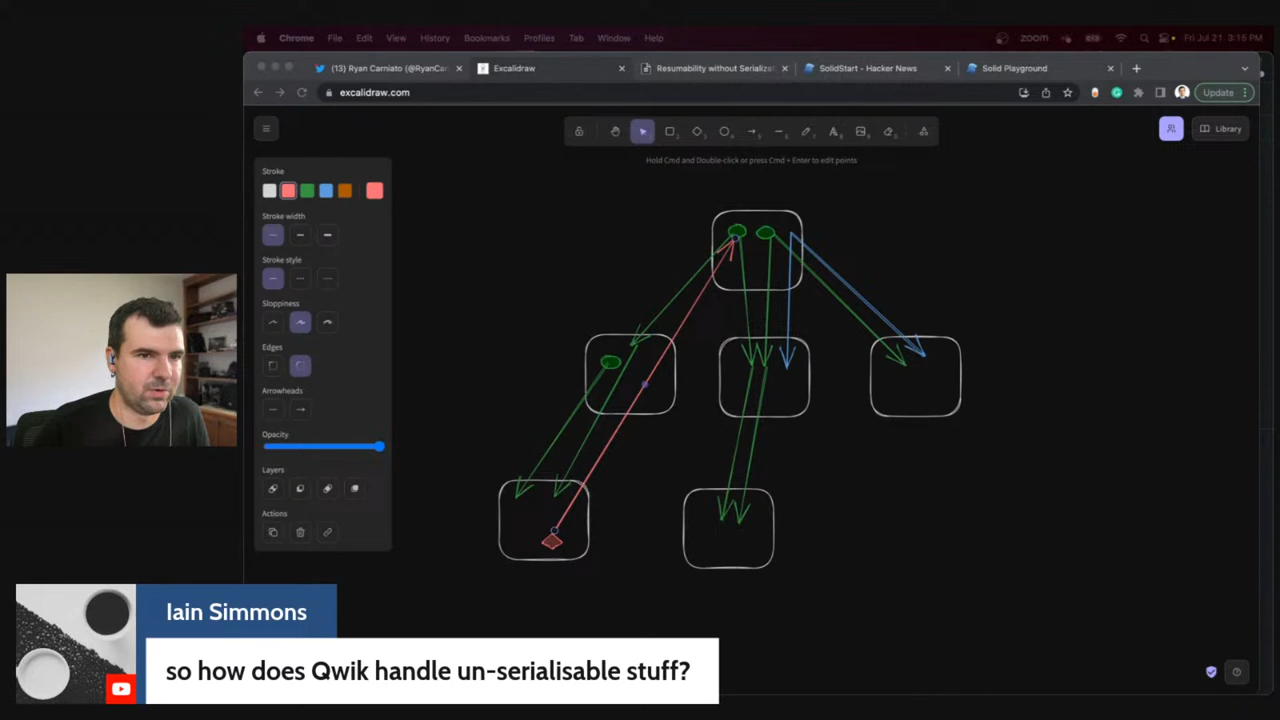 Chrome File Edit View History Bookmarks Profiles Tab Window Help zoom Fri Jul 21 3:15 PM
(13) Ryan Carniato (@RyanCar Excalidraw Resumability without Serializat SolidStart - Hacker News Solid Playground
excalidraw.com Update
Library
Hold Cmd and Double-click or press Cmd + Enter to edit points
Stroke
Stroke width
Stroke style
Sloppiness
Edges
Arrowheads
Opacity
Layers
Actions
Iain Simmons
so how does Qwik handle un-serialisable stuff?